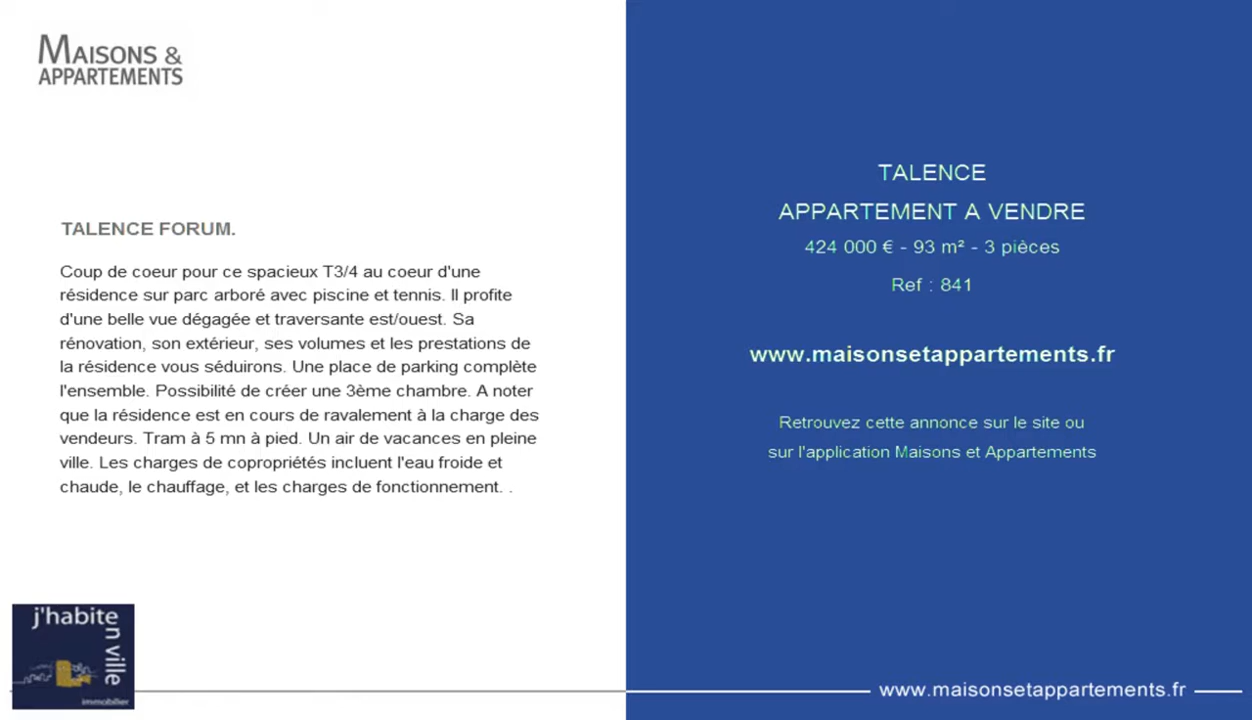 MAISONS &
APPARTEMENTS
TALENCE FORUM.
Coup de coeur pour ce spacieux T3/4 au coeur d'une
résidence sur parc arboré avec piscine et tennis. Il profite
d'une belle vue dégagée et traversante est/ouest. Sa
rénovation, son extérieur, ses volumes et les prestations de
la résidence vous séduirons. Une place de parking complète
l'ensemble. Possibilité de créer une 3ème chambre. A noter
que la résidence est en cours de ravalement à la charge des
vendeurs. Tram à 5 mn à pied. Un air de vacances en pleine
ville. Les charges de copropriétés incluent l'eau froide et
chaude, le chauffage, et les charges de fonctionnement. .
j'habite
en ville
immobilier
TALENCE
APPARTEMENT A VENDRE
424 000 € - 93 m² - 3 pièces
Ref : 841
www.maisonsetappartements.fr
Retrouvez cette annonce sur le site ou
sur l'application Maisons et Appartements
www.maisonsetappartements.fr